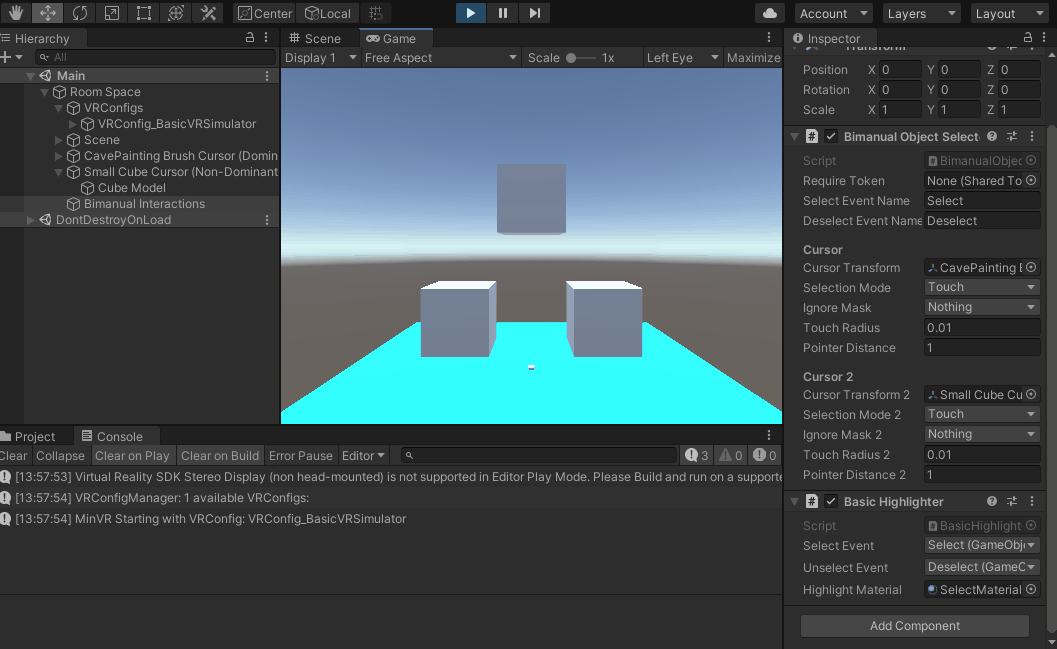 Center Local Account Layers Layout
Hierarchy
All
Main
Room Space
VRConfigs
VRConfig_BasicVRSimulator
Scene
CavePainting Brush Cursor (Domin
Small Cube Cursor (Non-Dominant
Cube Model
Bimanual Interactions
DontDestroyOnLoad
Scene Game
Display 1 Free Aspect Scale 1x Left Eye Maximize
Inspector
Transform
Position X 0 Y 0 Z 0
Rotation X 0 Y 0 Z 0
Scale X 1 Y 1 Z 1
Bimanual Object Select
Script BimanualObjec
Require Token None (Shared To
Select Event Name Select
Deselect Event Name Deselect
Cursor
Cursor Transform CavePainting B
Selection Mode Touch
Ignore Mask Nothing
Touch Radius 0.01
Pointer Distance 1
Cursor 2
Cursor Transform 2 Small Cube Cu
Selection Mode 2 Touch
Ignore Mask 2 Nothing
Touch Radius 2 0.01
Pointer Distance 2 1
Basic Highlighter
Script BasicHighlight
Select Event Select (GameObje
Unselect Event Deselect (GameO
Highlight Material SelectMaterial
Add Component
Project Console
Clear Collapse Clear on Play Clear on Build Error Pause Editor 3 0 0
[13:57:53] Virtual Reality SDK Stereo Display (non head-mounted) is not supported in Editor Play Mode. Please Build and run on a supporte
[13:57:54] VRConfigManager: 1 available VRConfigs:
[13:57:54] MinVR Starting with VRConfig: VRConfig_BasicVRSimulator